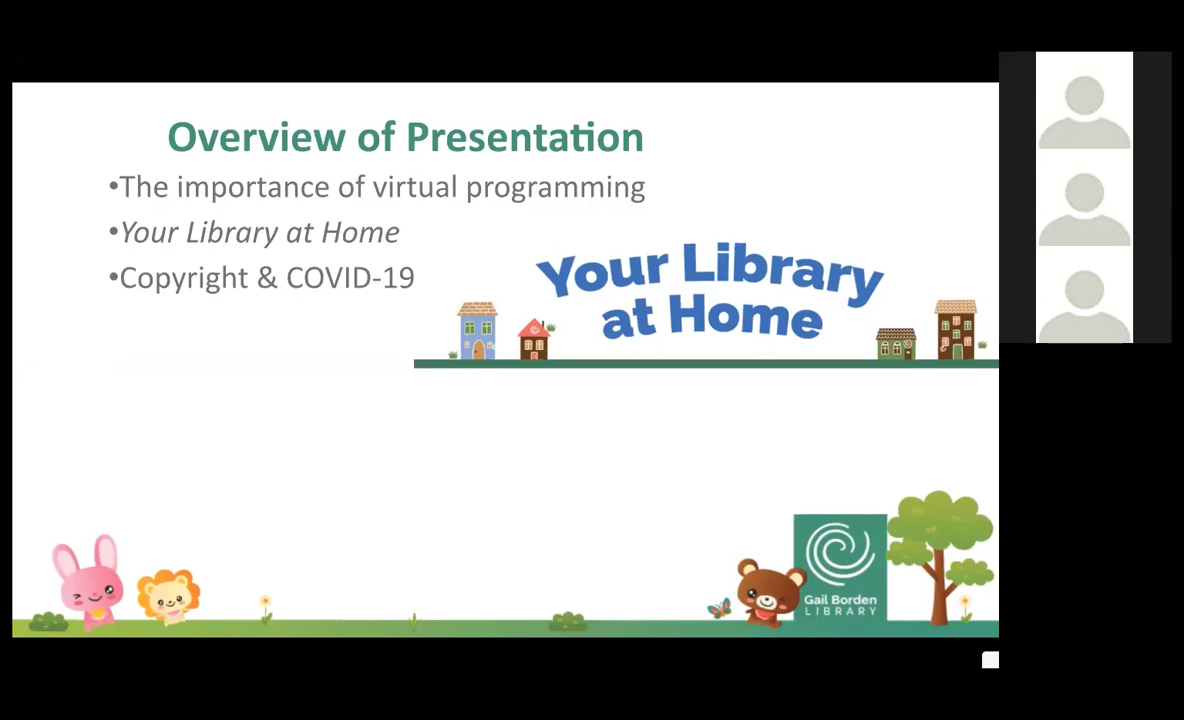 Overview of Presentation
•The importance of virtual programming
•Your Library at Home
•Copyright & COVID-19
Your Library
at Home
Gail Borden
LIBRARY